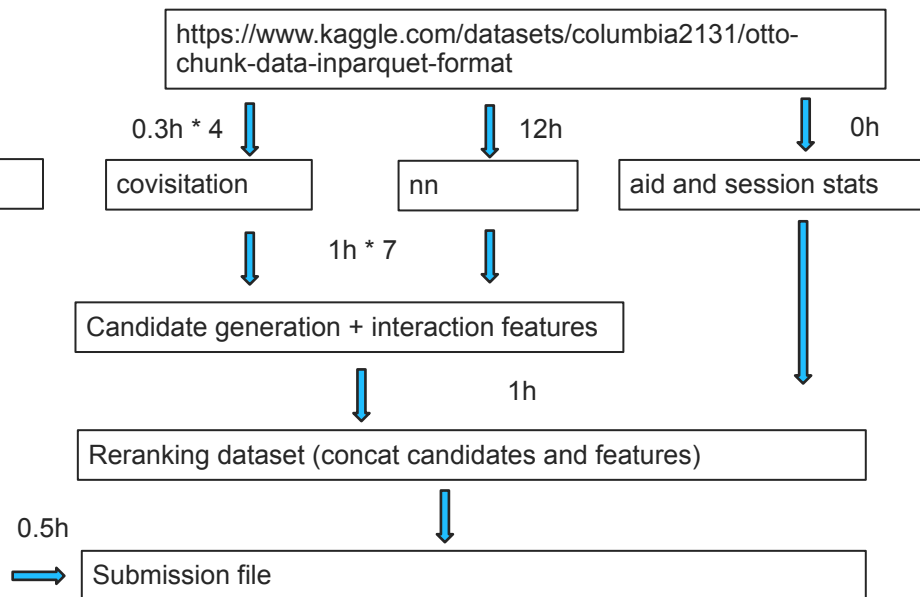 https://www.kaggle.com/datasets/columbia2131/otto-
chunk-data-inparquet-format
0.3h * 4
12h
0h
covisitation
nn
aid and session stats
1h * 7
Candidate generation + interaction features
1h
Reranking dataset (concat candidates and features)
0.5h
Submission file